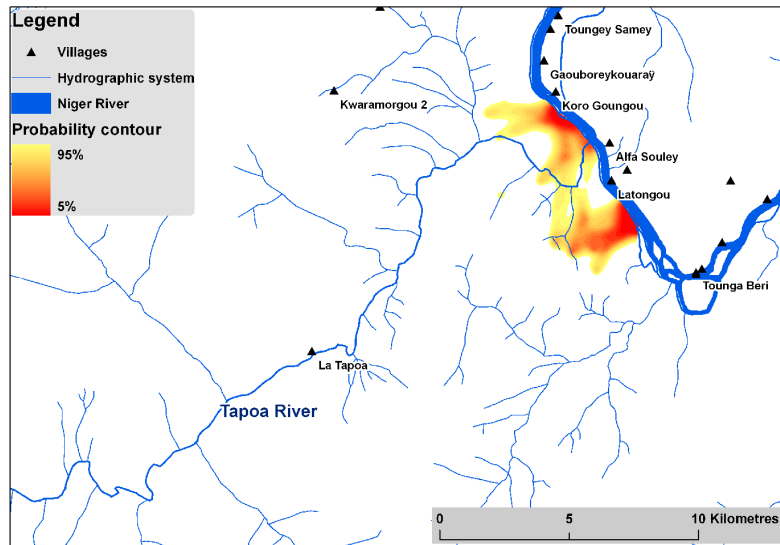 Legend
Villages
Hydrographic system
Niger River
Probability contour
95%
5%
Toungey Samey
Gaouboreykouaraÿ
Kwaramorgou 2
Koro Goungou
Alfa Souley
Latongou
Tounga Beri
La Tapoa
Tapoa River
0 5 10 Kilometres